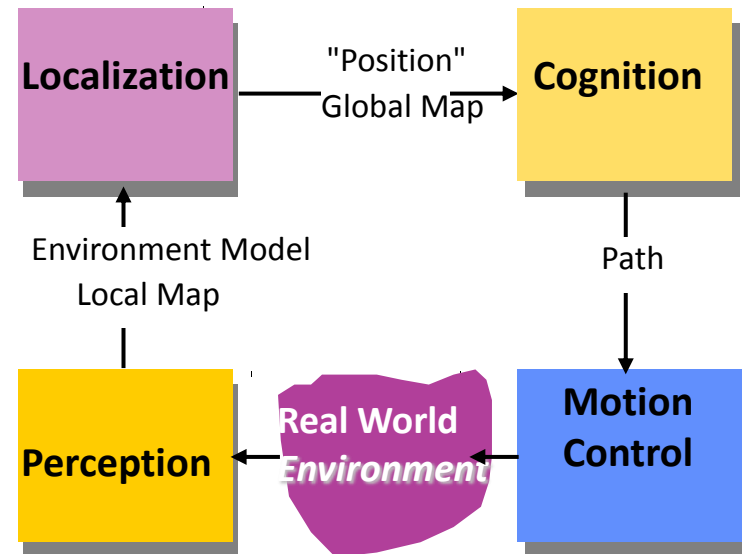 Localization
"Position"
Global Map
Cognition
Environment Model
Local Map
Path
Perception
Real World
Environment
Motion
Control